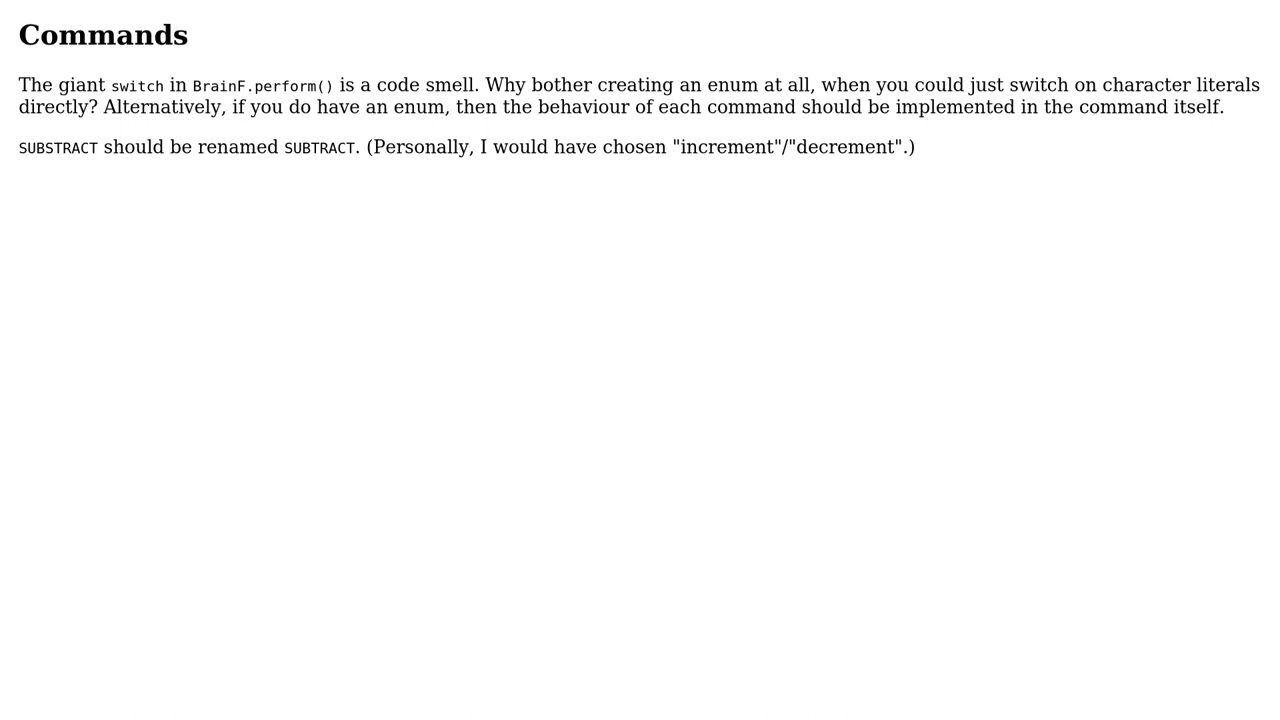 Commands
The giant switch in BrainF.perform() is a code smell. Why bother creating an enum at all, when you could just switch on character literals
directly? Alternatively, if you do have an enum, then the behaviour of each command should be implemented in the command itself.
SUBSTRACT should be renamed SUBTRACT. (Personally, I would have chosen "increment"/"decrement".)